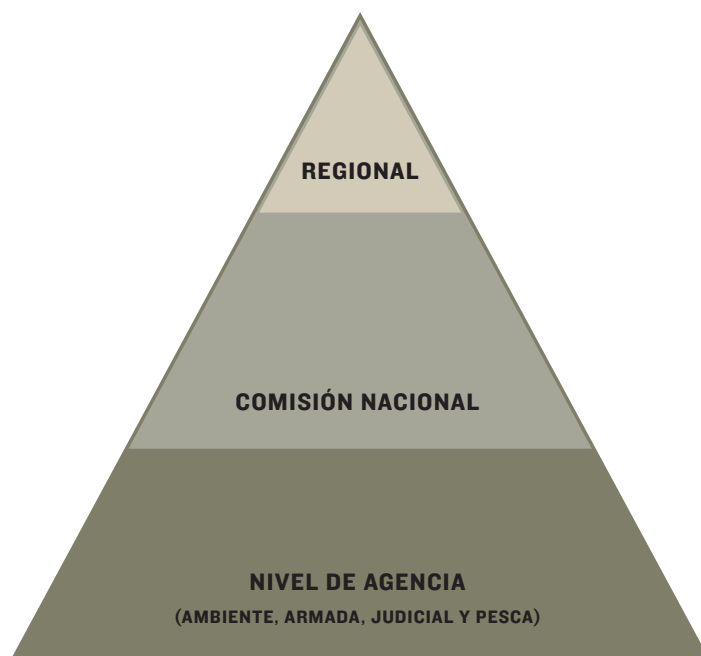 REGIONAL
COMISIÓN NACIONAL
NIVEL DE AGENCIA
(AMBIENTE, ARMADA, JUDICIAL Y PESCA)